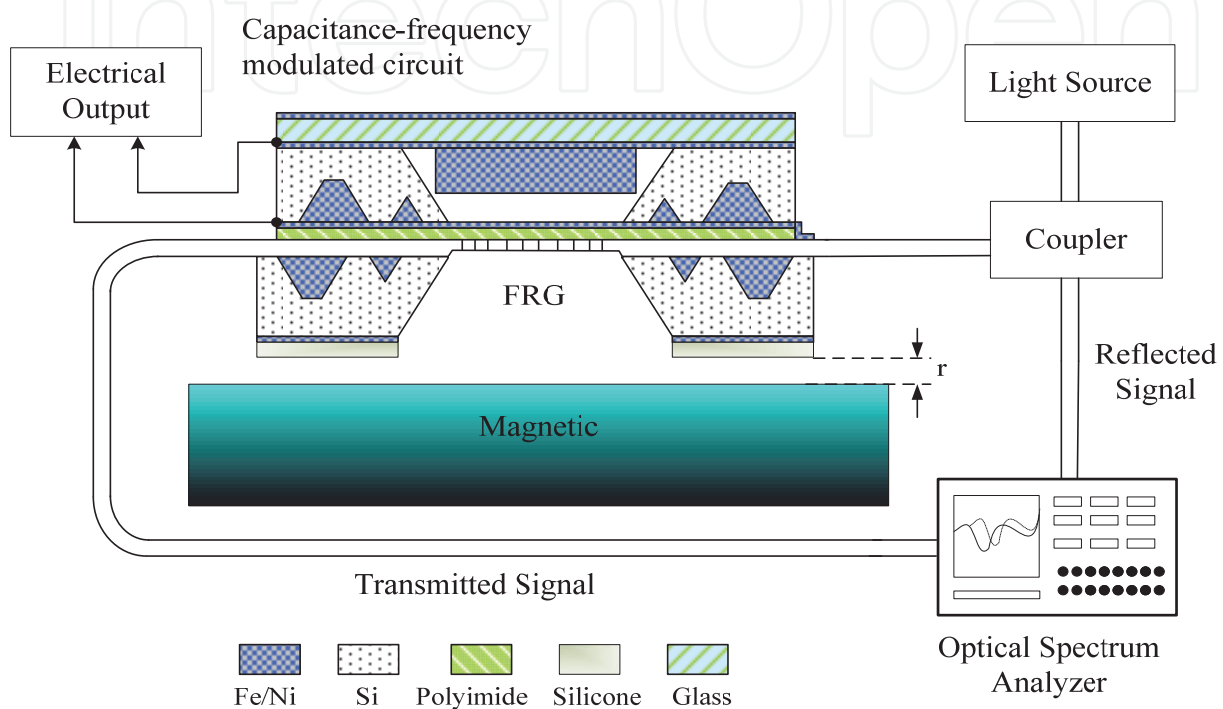 IntechOpen
Capacitance-frequency
modulated circuit
Electrical
Output
Light Source
Coupler
FRG
r
Reflected
Signal
Magnetic
Transmitted Signal
Optical Spectrum
Analyzer
Fe/Ni
Si
Polyimide
Silicone
Glass